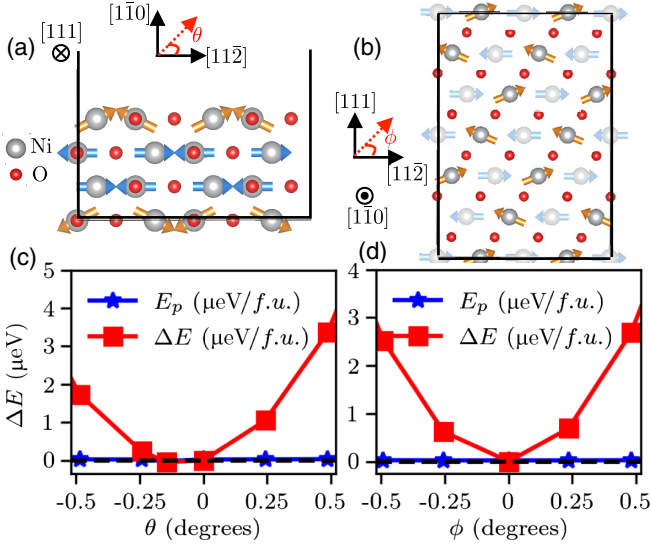 (a)
[111]
[11̅0]
θ
[112̅]
Ni
O
(b)
[111]
ϕ
[112̅]
[11̅0]
(c)
5
4
3
2
1
0
ΔE (μeV)
E_p (μeV/f.u.)
ΔE (μeV/f.u.)
-0.5
-0.25
0
0.25
0.5
θ (degrees)
(d)
4
3
2
1
0
E_p (μeV/f.u.)
ΔE (μeV/f.u.)
-0.5
-0.25
0
0.25
0.5
ϕ (degrees)